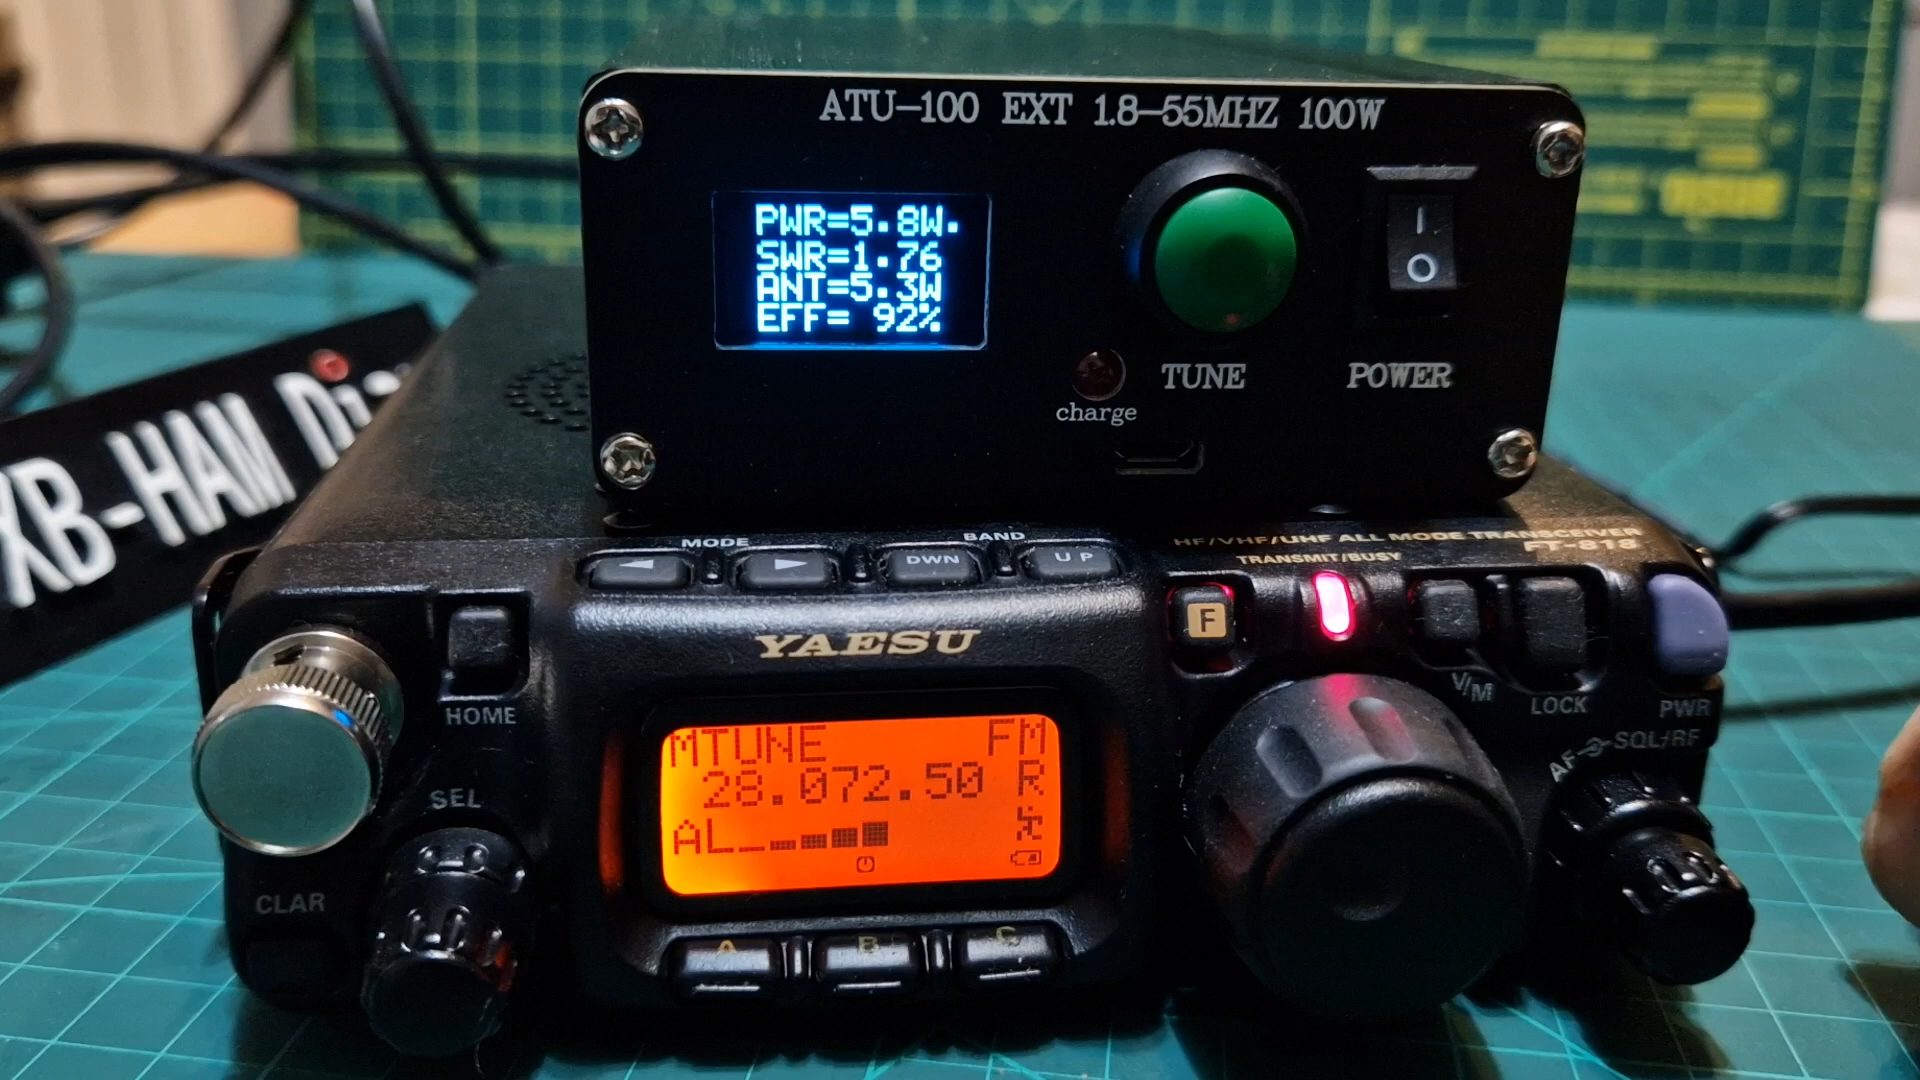 ATU-100 EXT 1.8-55MHZ 100W
PWR=5.8W.
SWR=1.76
ANT=5.3W
EFF= 92%
TUNE
POWER
charge
XB-HAM
MODE
BAND
DWN
UP
HF/VHF/UHF ALL MODE TRANSCEIVER
FT-818
TRANSMIT/BUSY
F
YAESU
HOME
V/M
LOCK
PWR
AF
SQL/RF
SEL
MTUNE FM
28.072.50 R
AL
CLAR
A
B
C